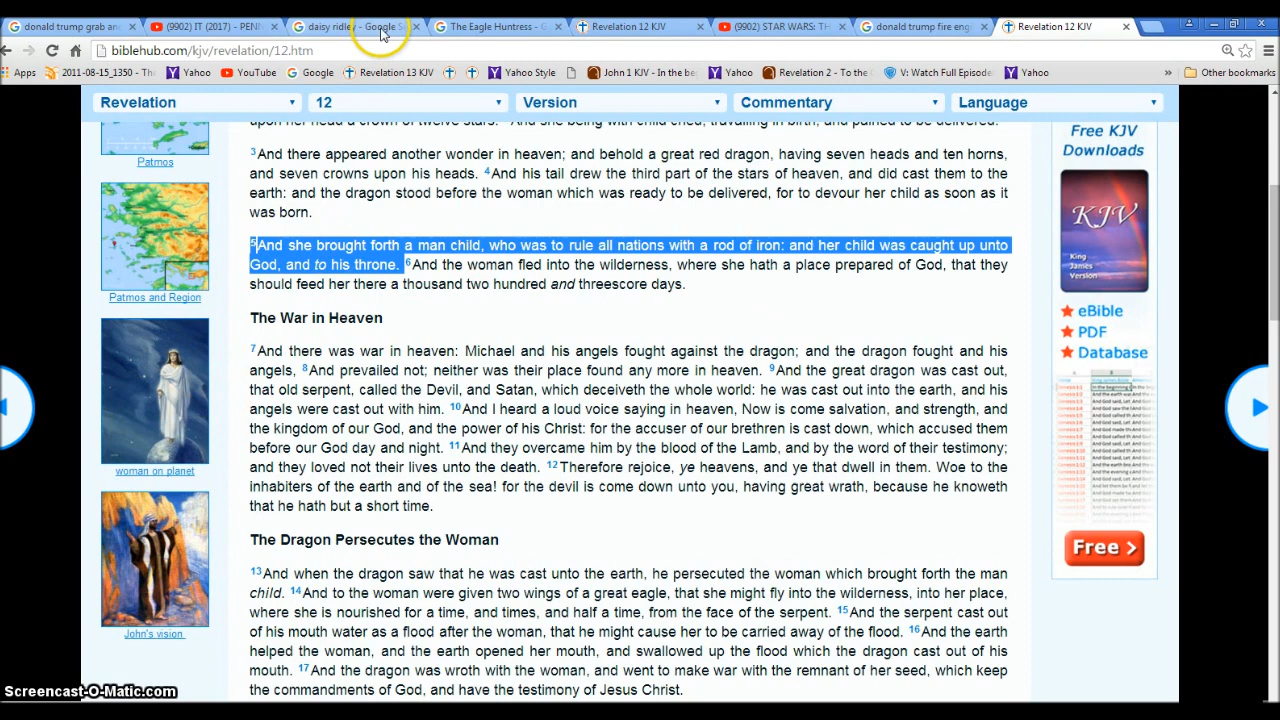 donald trump grab an
(9902) IT (2017) - PENN
daisy ridley - Google S
The Eagle Huntress - G
Revelation 12 KJV
(9902) STAR WARS: TH
donald trump fire eng
Revelation 12 KJV
biblehub.com/kjv/revelation/12.htm
Apps
2011-08-15_1350 - The
Yahoo
YouTube
Google
Revelation 13 KJV
Yahoo Style
John 1 KJV - In the be
Yahoo
Revelation 2 - To the C
V: Watch Full Episode
Yahoo
»
Other bookmarks
Revelation
12
Version
Commentary
Language
upon her head a crown of twelve stars: And she being with child cried, travailing in birth, and pained to be delivered.
3And there appeared another wonder in heaven; and behold a great red dragon, having seven heads and ten horns,
and seven crowns upon his heads. 4And his tail drew the third part of the stars of heaven, and did cast them to the
earth: and the dragon stood before the woman which was ready to be delivered, for to devour her child as soon as it
was born.
5And she brought forth a man child, who was to rule all nations with a rod of iron: and her child was caught up unto
God, and to his throne. 6And the woman fled into the wilderness, where she hath a place prepared of God, that they
should feed her there a thousand two hundred and threescore days.
The War in Heaven
7And there was war in heaven: Michael and his angels fought against the dragon; and the dragon fought and his
angels, 8And prevailed not; neither was their place found any more in heaven. 9And the great dragon was cast out,
that old serpent, called the Devil, and Satan, which deceiveth the whole world: he was cast out into the earth, and his
angels were cast out with him. 10And I heard a loud voice saying in heaven, Now is come salvation, and strength, and
the kingdom of our God, and the power of his Christ: for the accuser of our brethren is cast down, which accused them
before our God day and night. 11And they overcame him by the blood of the Lamb, and by the word of their testimony;
and they loved not their lives unto the death. 12Therefore rejoice, ye heavens, and ye that dwell in them. Woe to the
inhabiters of the earth and of the sea! for the devil is come down unto you, having great wrath, because he knoweth
that he hath but a short time.
The Dragon Persecutes the Woman
13And when the dragon saw that he was cast unto the earth, he persecuted the woman which brought forth the man
child. 14And to the woman were given two wings of a great eagle, that she might fly into the wilderness, into her place,
where she is nourished for a time, and times, and half a time, from the face of the serpent. 15And the serpent cast out
of his mouth water as a flood after the woman, that he might cause her to be carried away of the flood. 16And the earth
helped the woman, and the earth opened her mouth, and swallowed up the flood which the dragon cast out of his
mouth. 17And the dragon was wroth with the woman, and went to make war with the remnant of her seed, which keep
the commandments of God, and have the testimony of Jesus Christ.
Patmos
Patmos and Region
woman on planet
John's vision
Free KJV
Downloads
KJV
King
James
Version
eBible
PDF
Database
Free >
Screencast-O-Matic.com